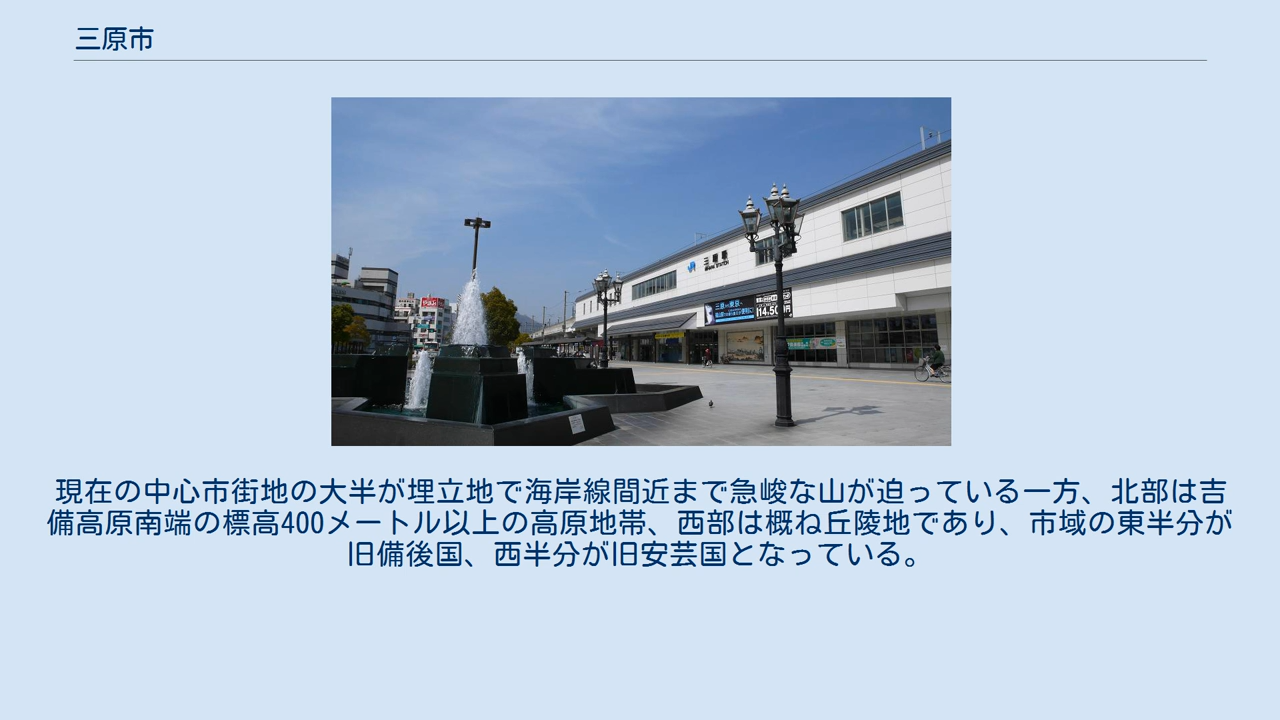 三原市
三原駅
MIHARA STATION
現在の中心市街地の大半が埋立地で海岸線間近まで急峻な山が迫っている一方、北部は吉
備高原南端の標高400メートル以上の高原地帯、西部は概ね丘陵地であり、市域の東半分が
旧備後国、西半分が旧安芸国となっている。